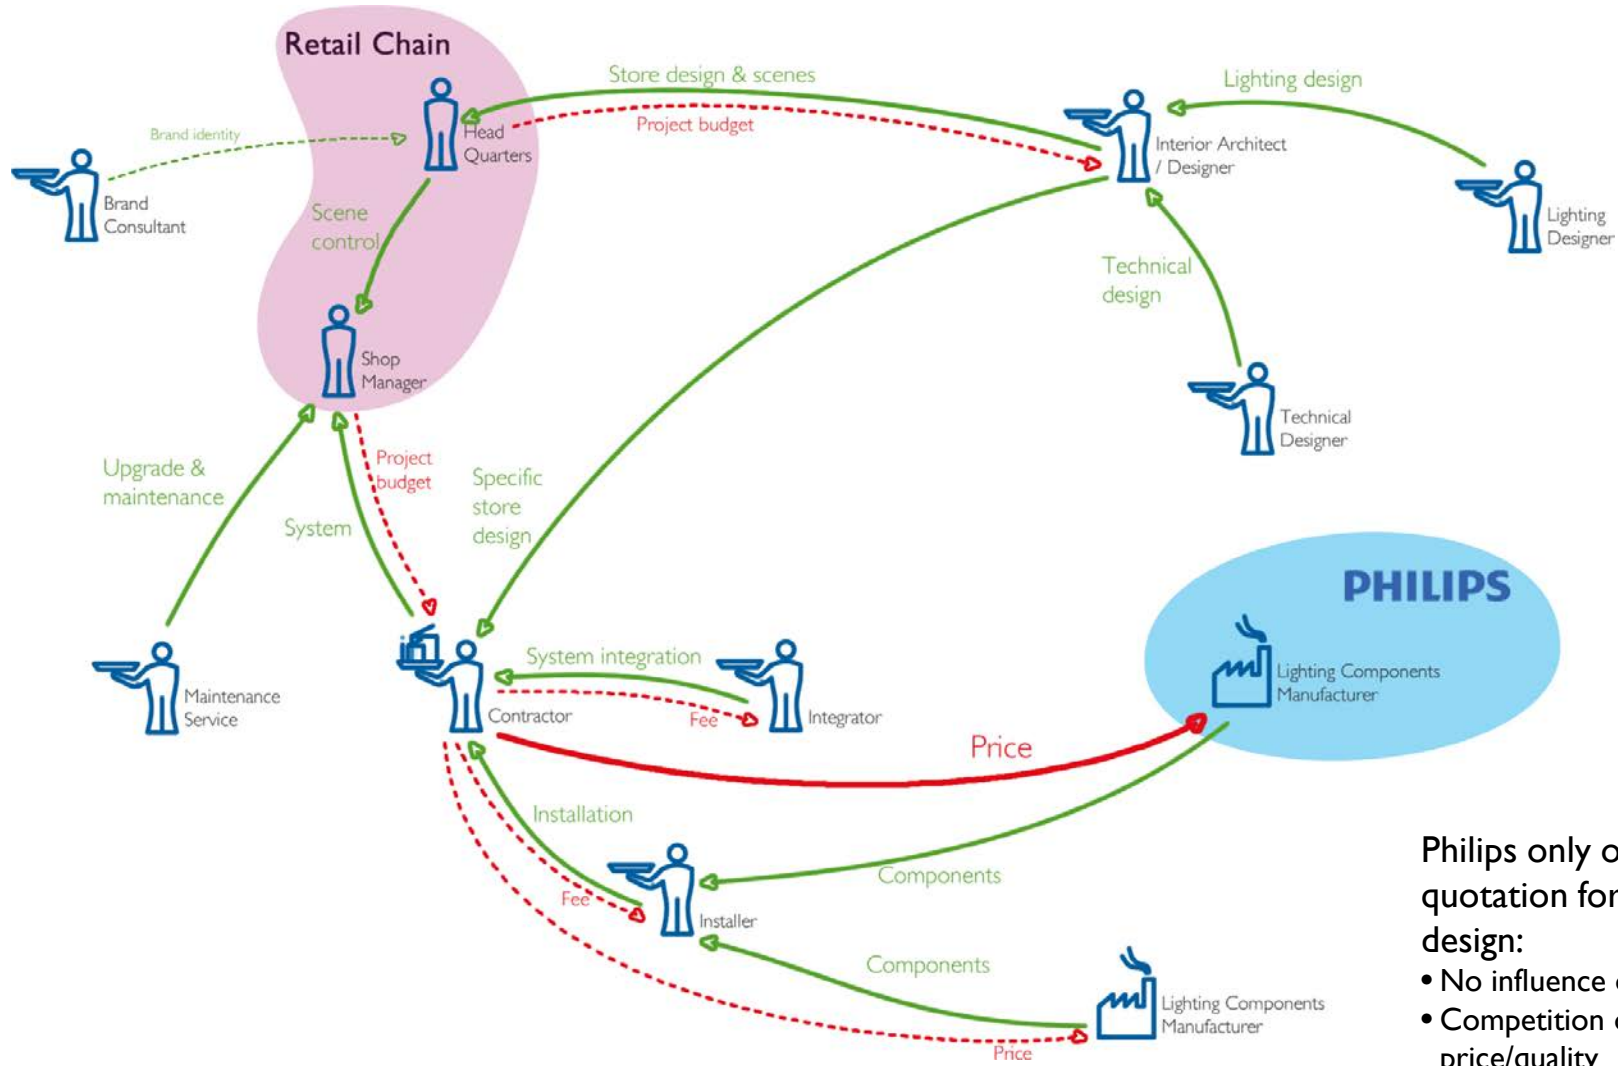 Retail Chain
Store design & scenes
Lighting design
Project budget
Brand identity
Head
Quarters
Interior Architect
/ Designer
Brand
Consultant
Scene
control
Lighting
Designer
Technical
design
Shop
Manager
Technical
Designer
Upgrade &
maintenance
Project
budget
System
Specific
store
design
PHILIPS
Lighting Components
Manufacturer
Maintenance
Service
System integration
Contractor
Fee
Integrator
Price
Installation
Components
Fee
Installer
Components
Lighting Components
Manufacturer
Price
Philips only
quotation for
design:
• No influence
• Competition
price/quality